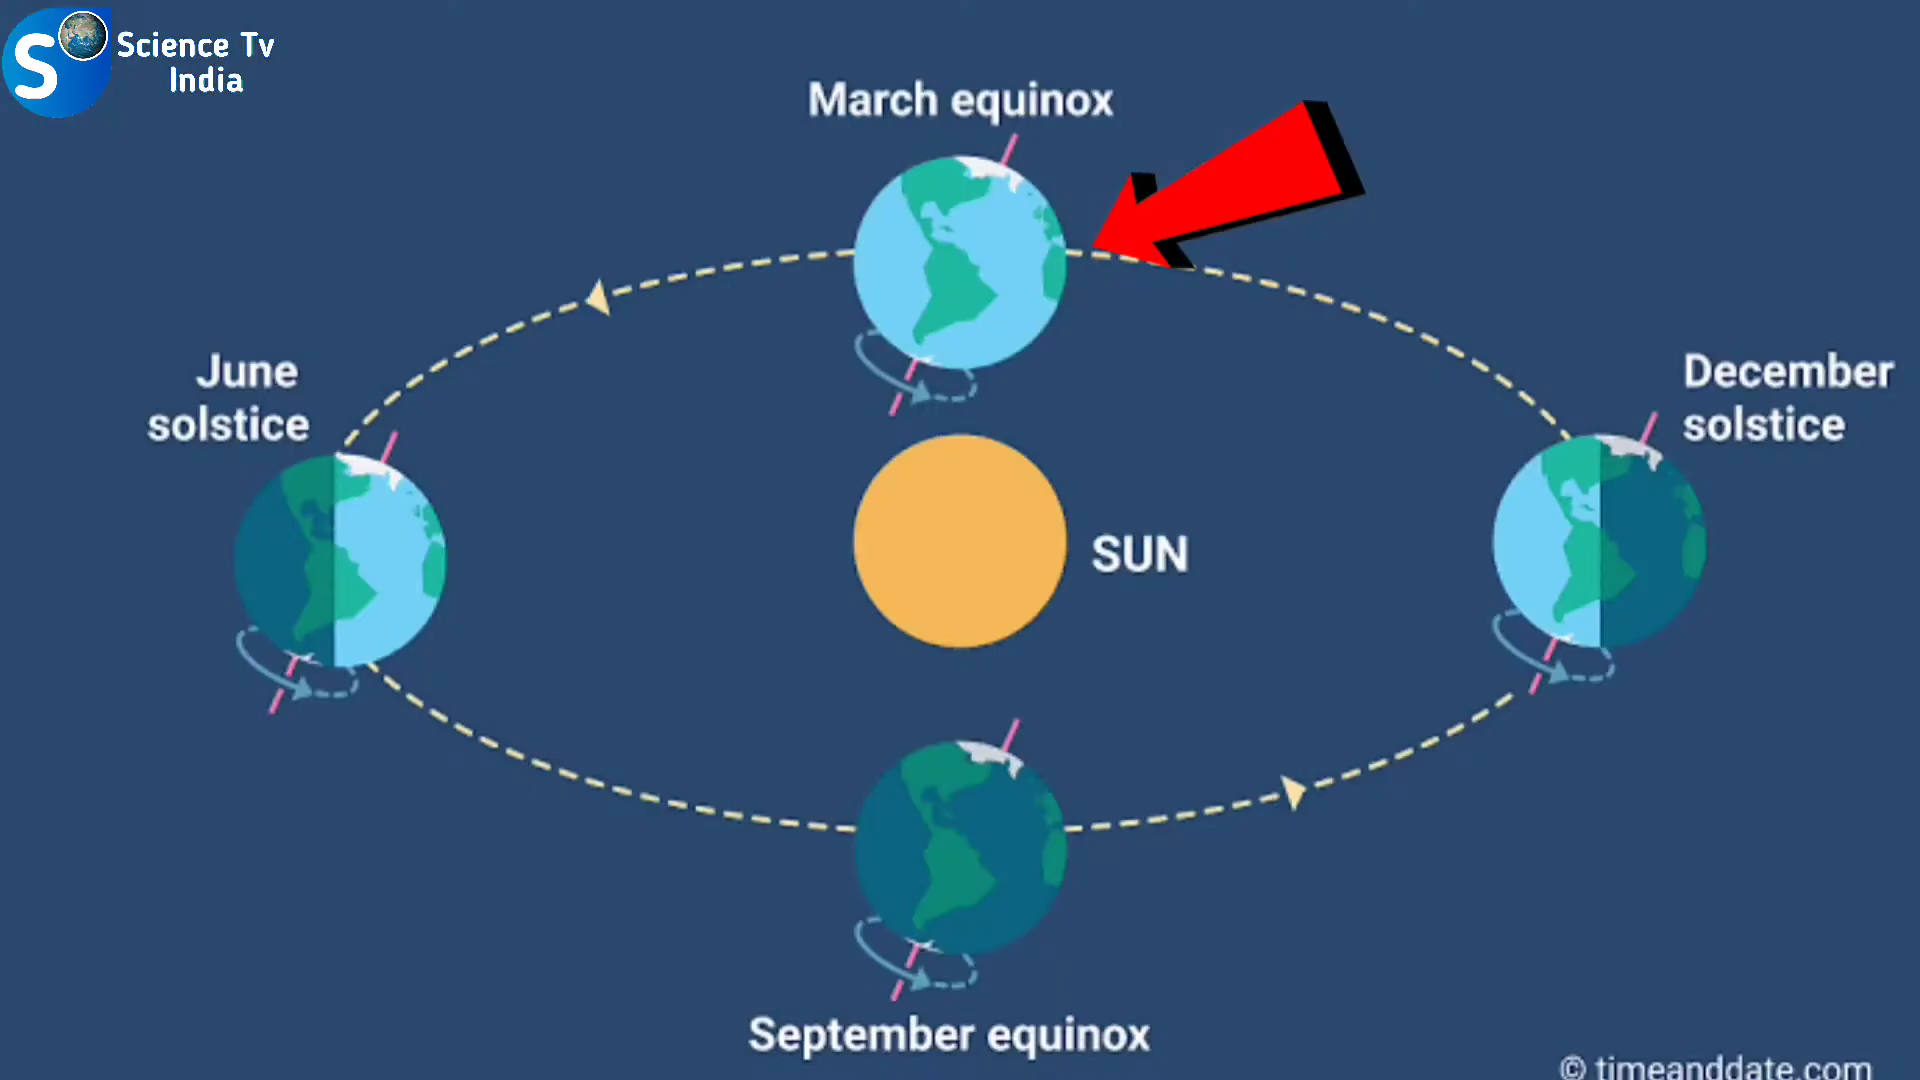 S
Science Tv
India
March equinox
June
solstice
December
solstice
SUN
September equinox
© timeanddate.com